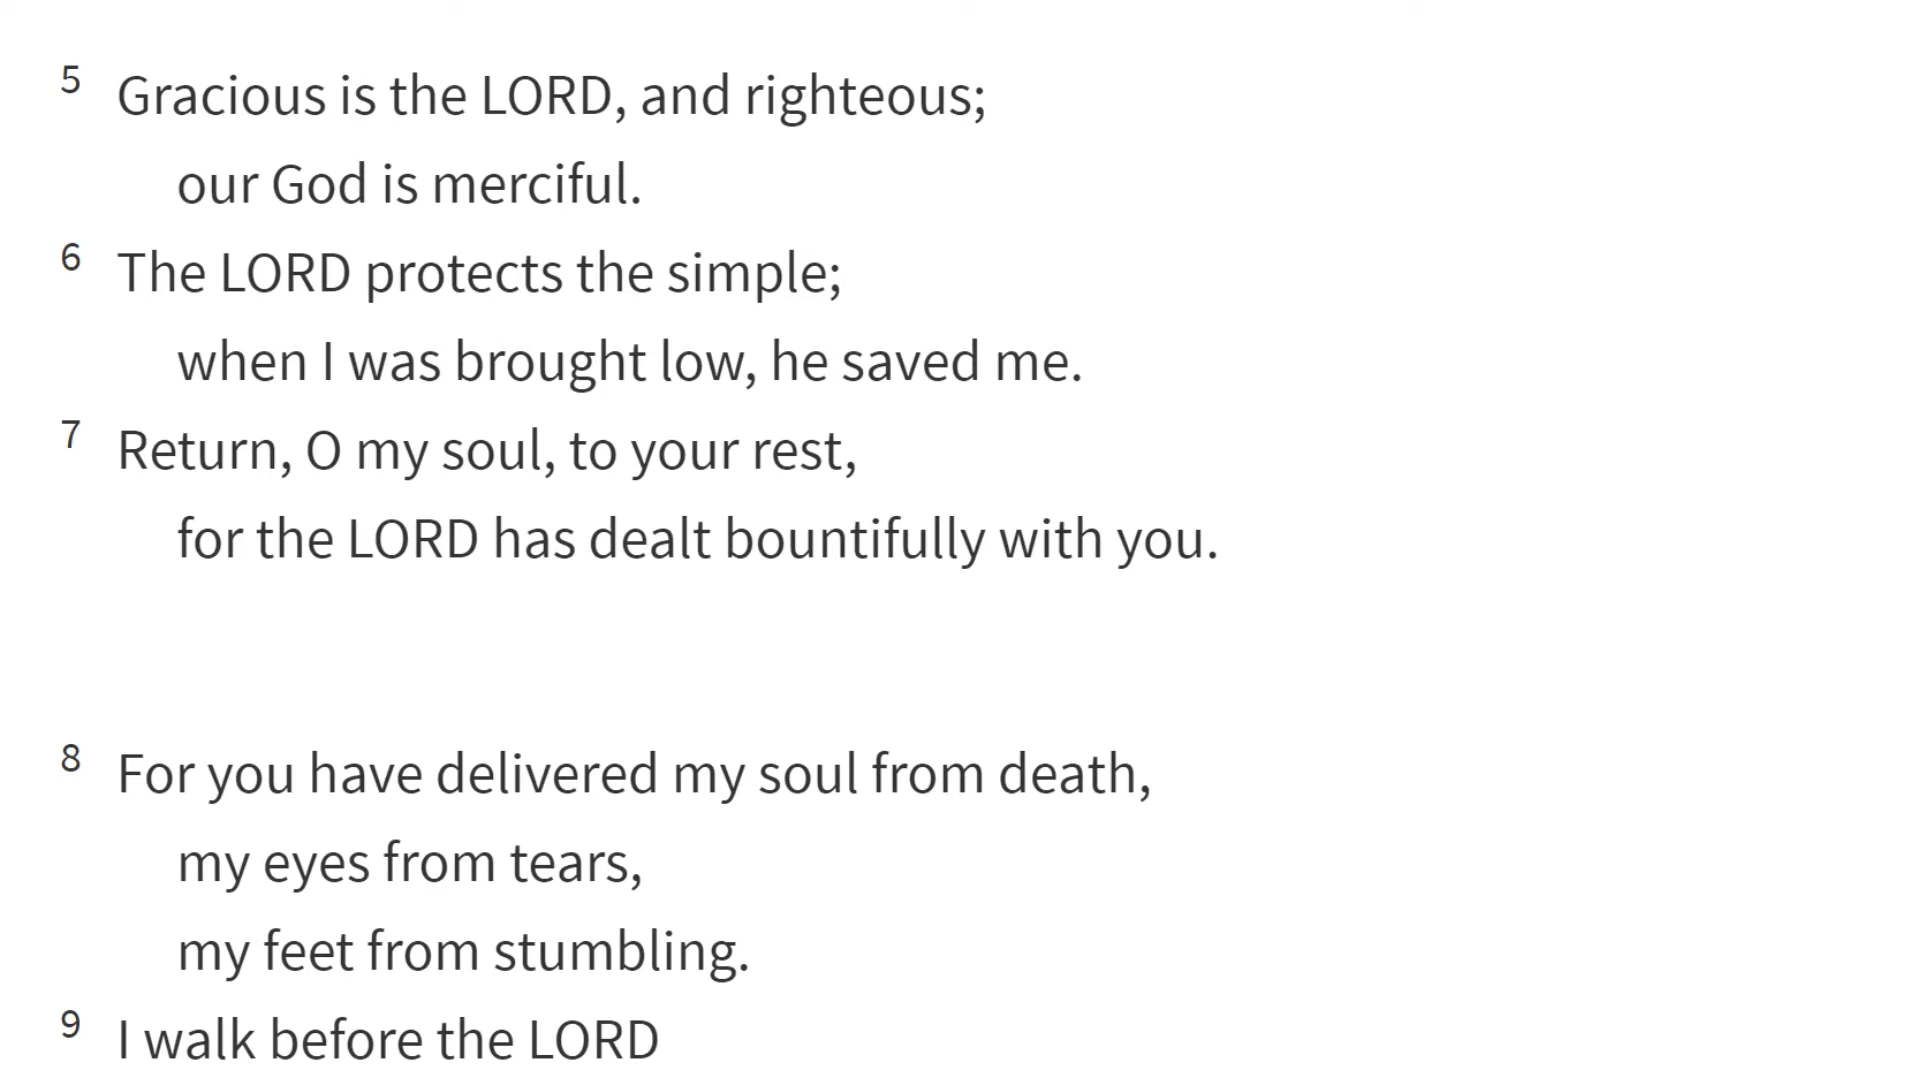 5 Gracious is the LORD, and righteous;
our God is merciful.
6 The LORD protects the simple;
when I was brought low, he saved me.
7 Return, O my soul, to your rest,
for the LORD has dealt bountifully with you.
8 For you have delivered my soul from death,
my eyes from tears,
my feet from stumbling.
9 I walk before the LORD